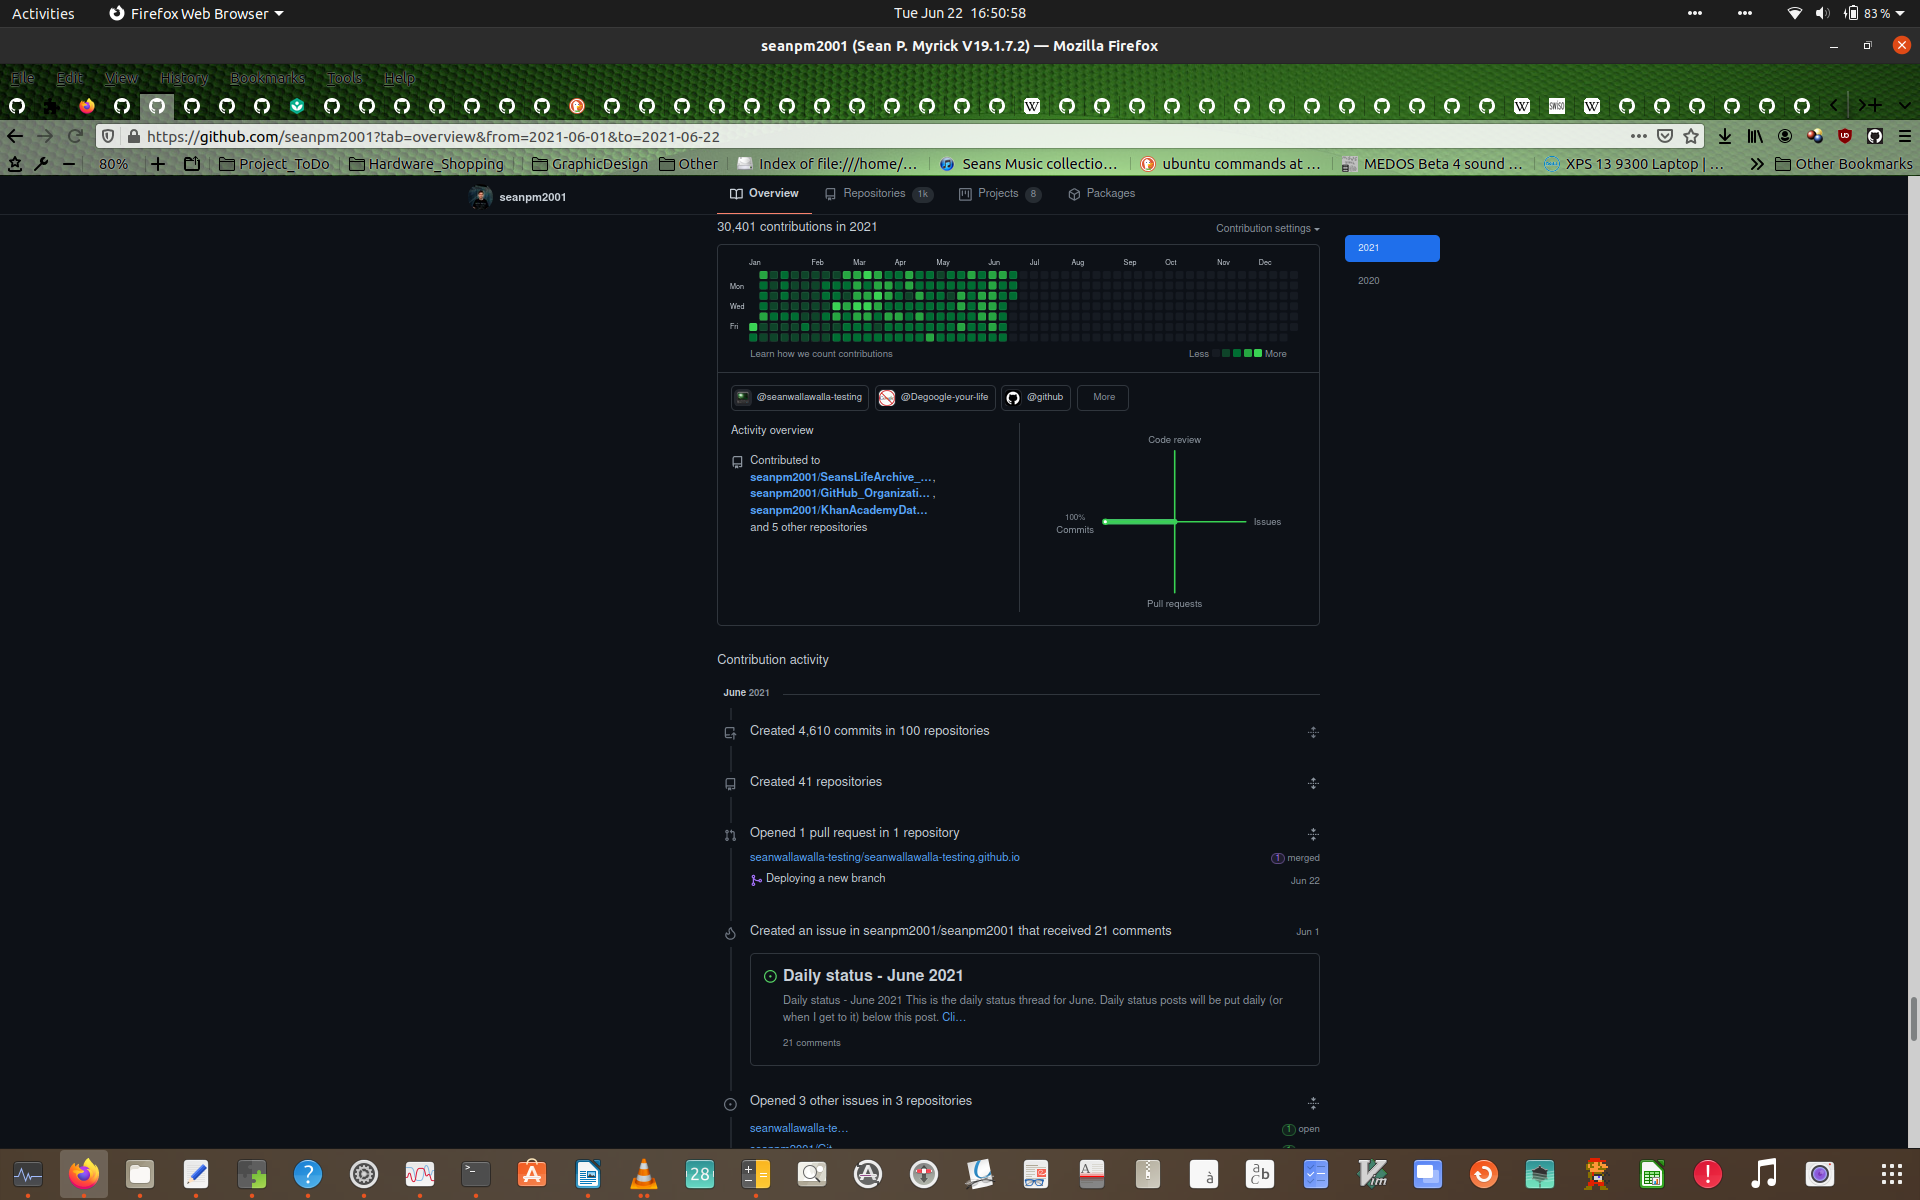 Activities
Firefox Web Browser
Tue Jun 22 16:50:58
83 %
seanpm2001 (Sean P. Myrick V19.1.7.2) — Mozilla Firefox
File Edit View History Bookmarks Tools Help
https://github.com/seanpm2001?tab=overview&from=2021-06-01&to=2021-06-22
80%
Project_ToDo
Hardware_Shopping
GraphicDesign
Other
Index of file:///home/...
Seans Music collectio...
ubuntu commands at ...
MEDOS Beta 4 sound ...
XPS 13 9300 Laptop | ...
Other Bookmarks
seanpm2001
Overview
Repositories 1k
Projects 8
Packages
30,401 contributions in 2021
Contribution settings
2021
2020
Jan Feb Mar Apr May Jun Jul Aug Sep Oct Nov Dec
Mon
Wed
Fri
Learn how we count contributions
Less More
@seanwallawalla-testing
@Degoogle-your-life
@github
More
Activity overview
Contributed to
seanpm2001/SeansLifeArchive_...,
seanpm2001/GitHub_Organizati... ,
seanpm2001/KhanAcademyDat...
and 5 other repositories
Code review
100%
Commits
Issues
Pull requests
Contribution activity
June 2021
Created 4,610 commits in 100 repositories
Created 41 repositories
Opened 1 pull request in 1 repository
seanwallawalla-testing/seanwallawalla-testing.github.io
1 merged
Deploying a new branch
Jun 22
Created an issue in seanpm2001/seanpm2001 that received 21 comments
Jun 1
Daily status - June 2021
Daily status - June 2021 This is the daily status thread for June. Daily status posts will be put daily (or
when I get to it) below this post. Cli...
21 comments
Opened 3 other issues in 3 repositories
seanwallawalla-te...
1 open
28